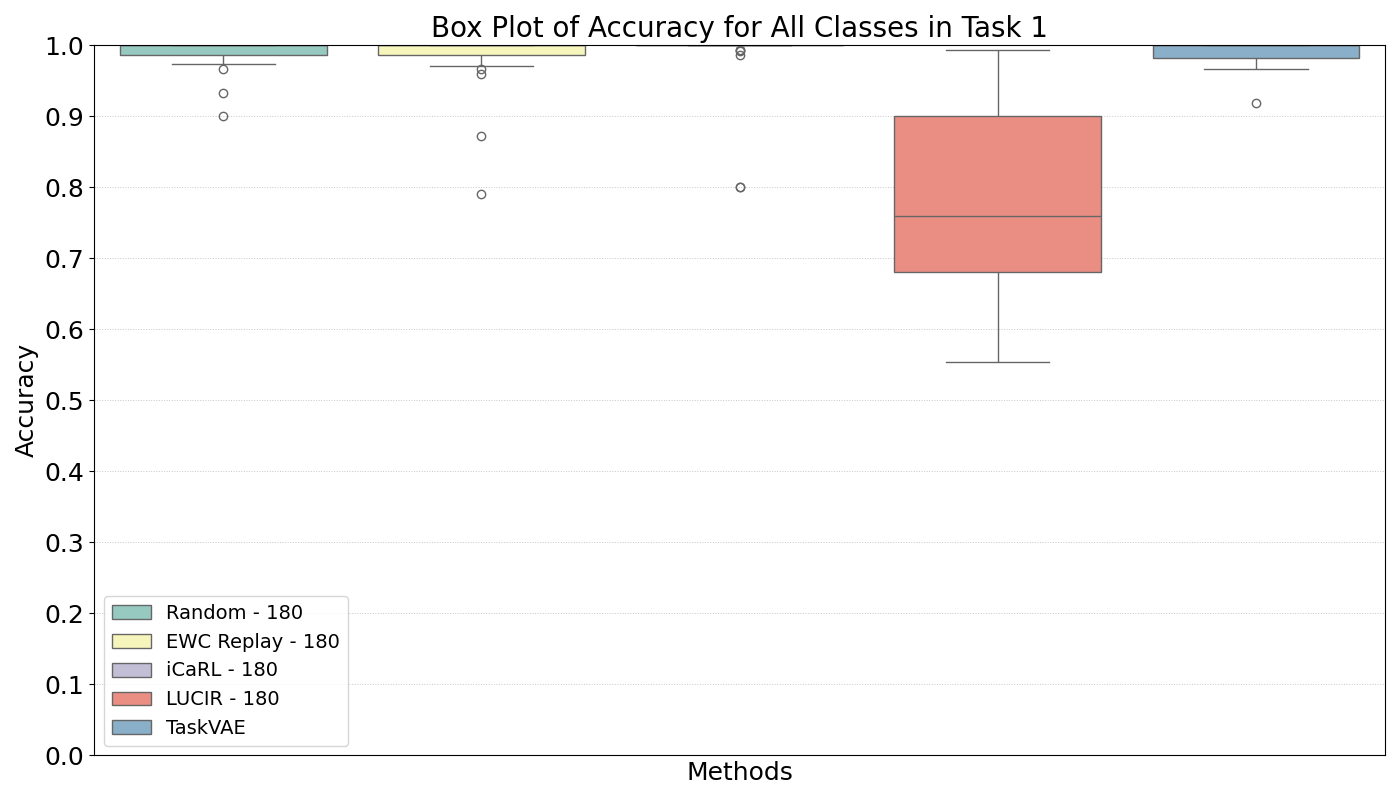 Box Plot of Accuracy for All Classes in Task 1
1.0
0.9
0.8
0.7
0.6
0.5
0.4
0.3
0.2
0.1
0.0
Accuracy
Random - 180
EWC Replay - 180
iCaRL - 180
LUCIR - 180
TaskVAE
Methods